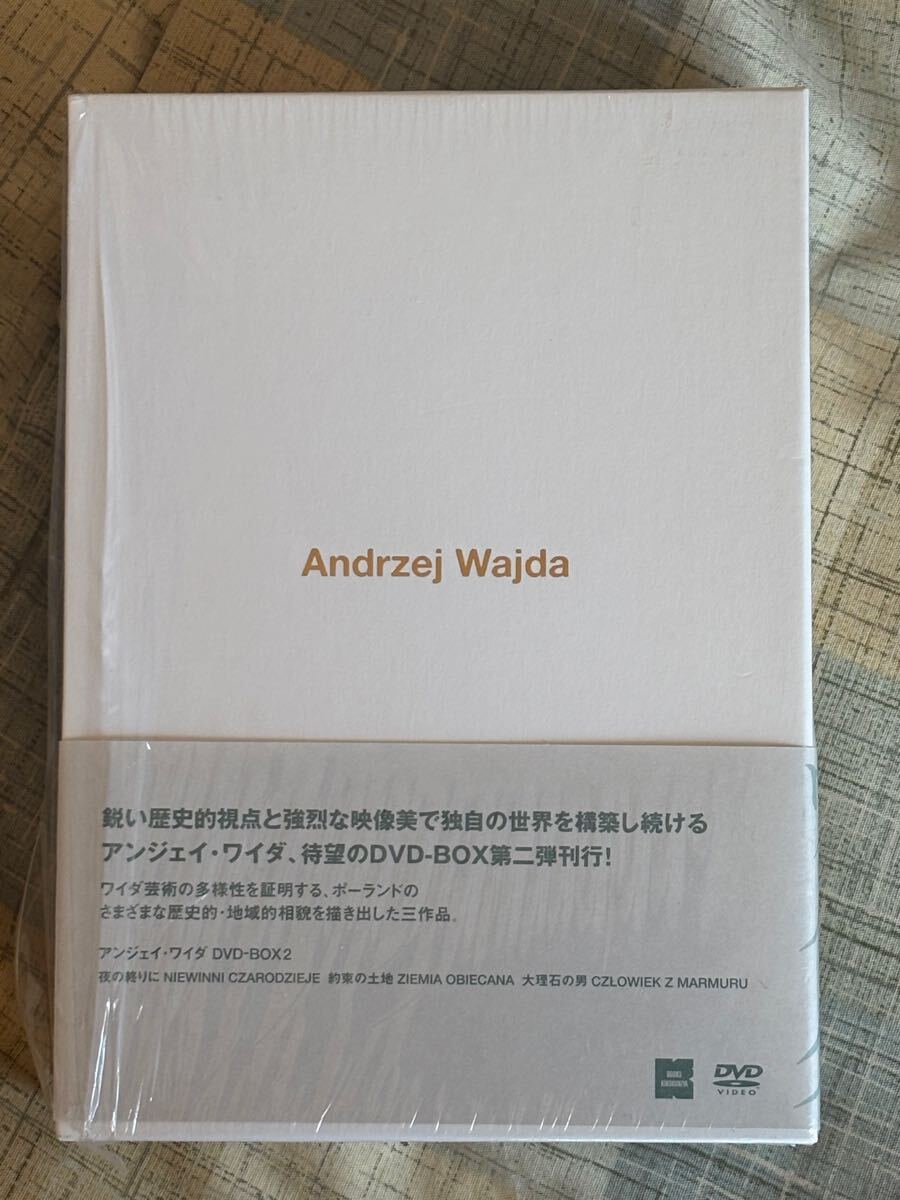 Andrzej Wajda
鋭い歴史的視点と強烈な映像美で独自の世界を構築し続ける
アンジェイ・ワイダ、待望のDVD-BOX第二弾刊行!
ワイダ芸術の多様性を証明する、ポーランドの
さまざまな歴史的・地域的相貌を描き出した三作品。
アンジェイ・ワイダ DVD-BOX2
夜の終りに NIEWINNI CZARODZIEJE 約束の土地 ZIEMIA OBIECANA 大理石の男 CZŁOWIEK Z MARMURU
BOOKS
KINOKUNIYA
DVD
VIDEO